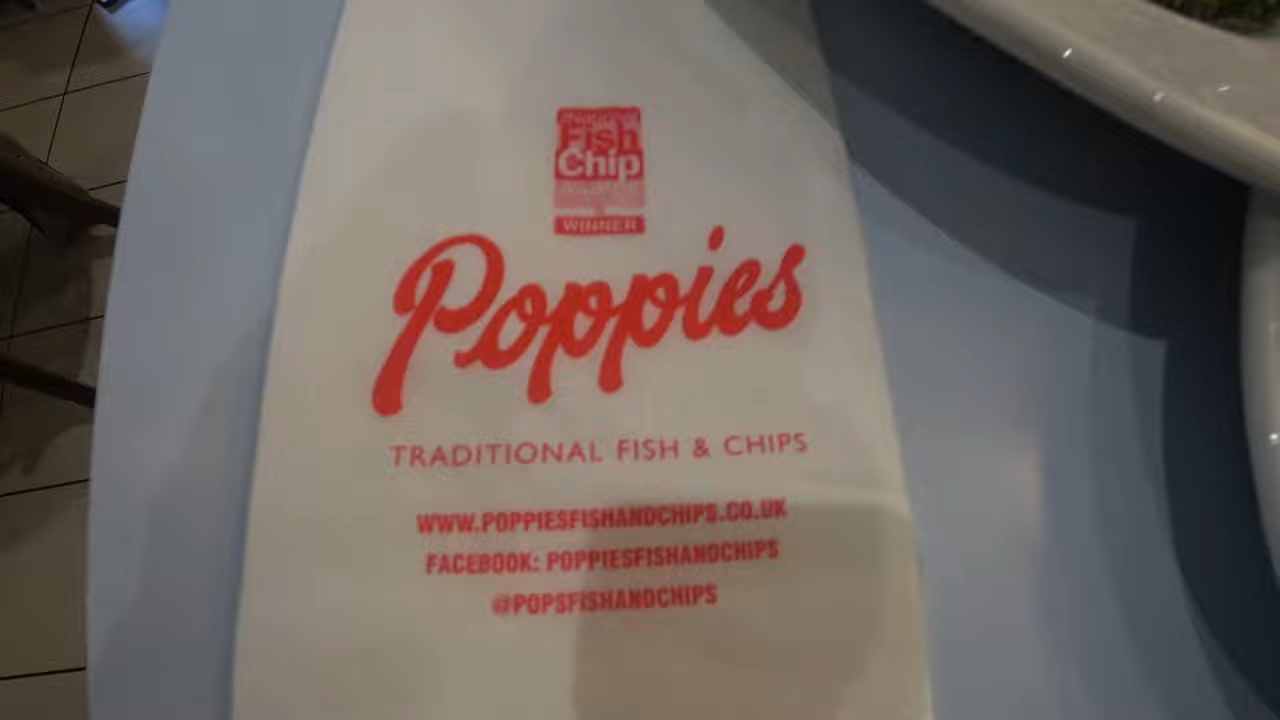 Fish
Chip
WINNER
Poppies
TRADITIONAL FISH & CHIPS
WWW.POPPIESFISHANDCHIPS.CO.UK
FACEBOOK: POPPIESFISHANDCHIPS
@POPSFISHANDCHIPS